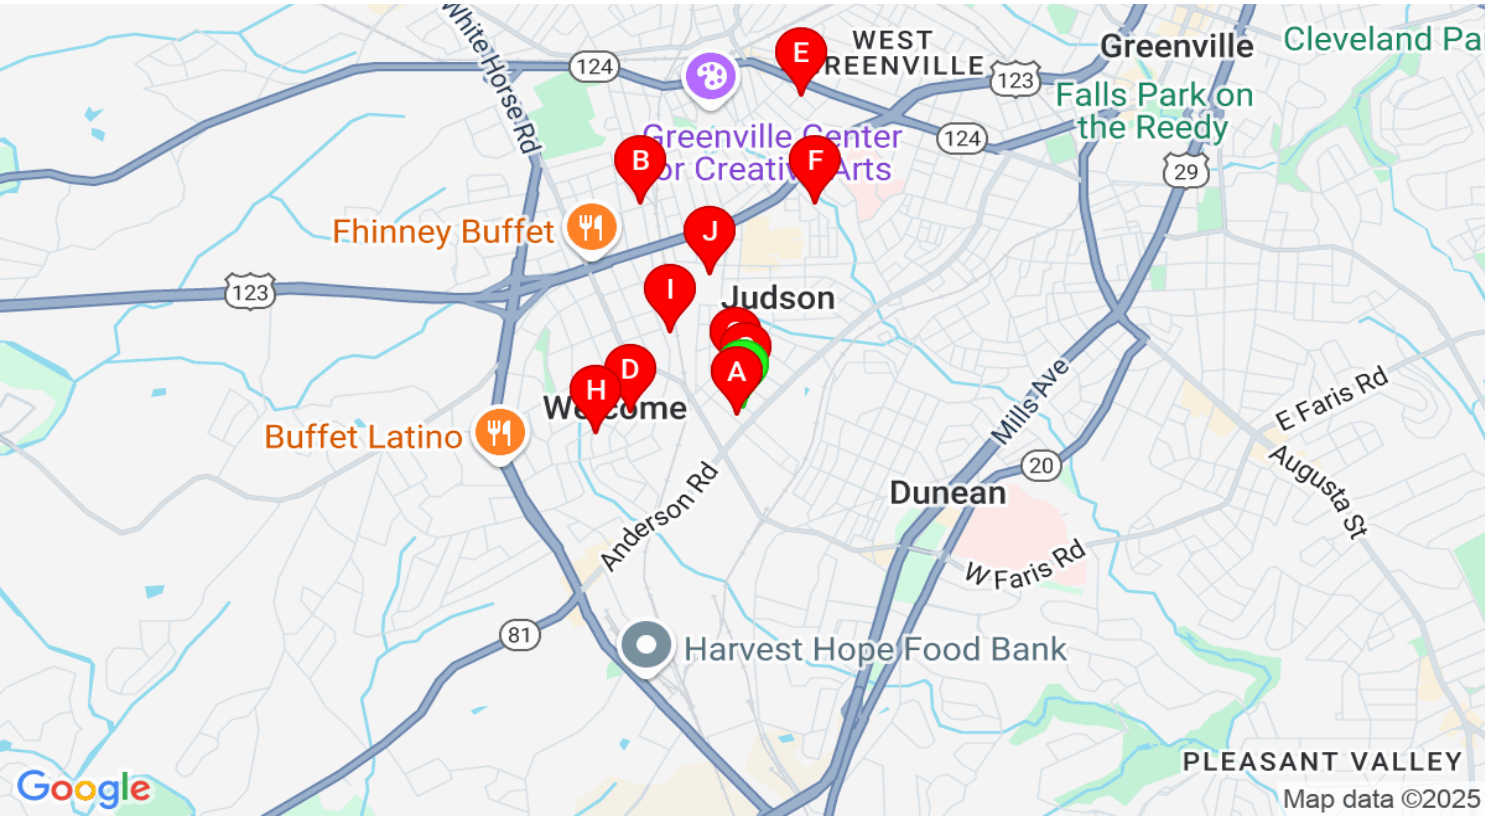 White Horse Rd
124
E
WEST
GREENVILLE
123
Greenville
Cleveland Pa
Falls Park on
the Reedy
124
29
Greenville Center
for Creative Arts
B
F
Fhinney Buffet
J
123
I
Judson
D
A
H
Welcome
Buffet Latino
Mills Ave
E Faris Rd
20
Augusta St
Anderson Rd
Dunean
W Faris Rd
81
Harvest Hope Food Bank
PLEASANT VALLEY
Google
Map data ©2025